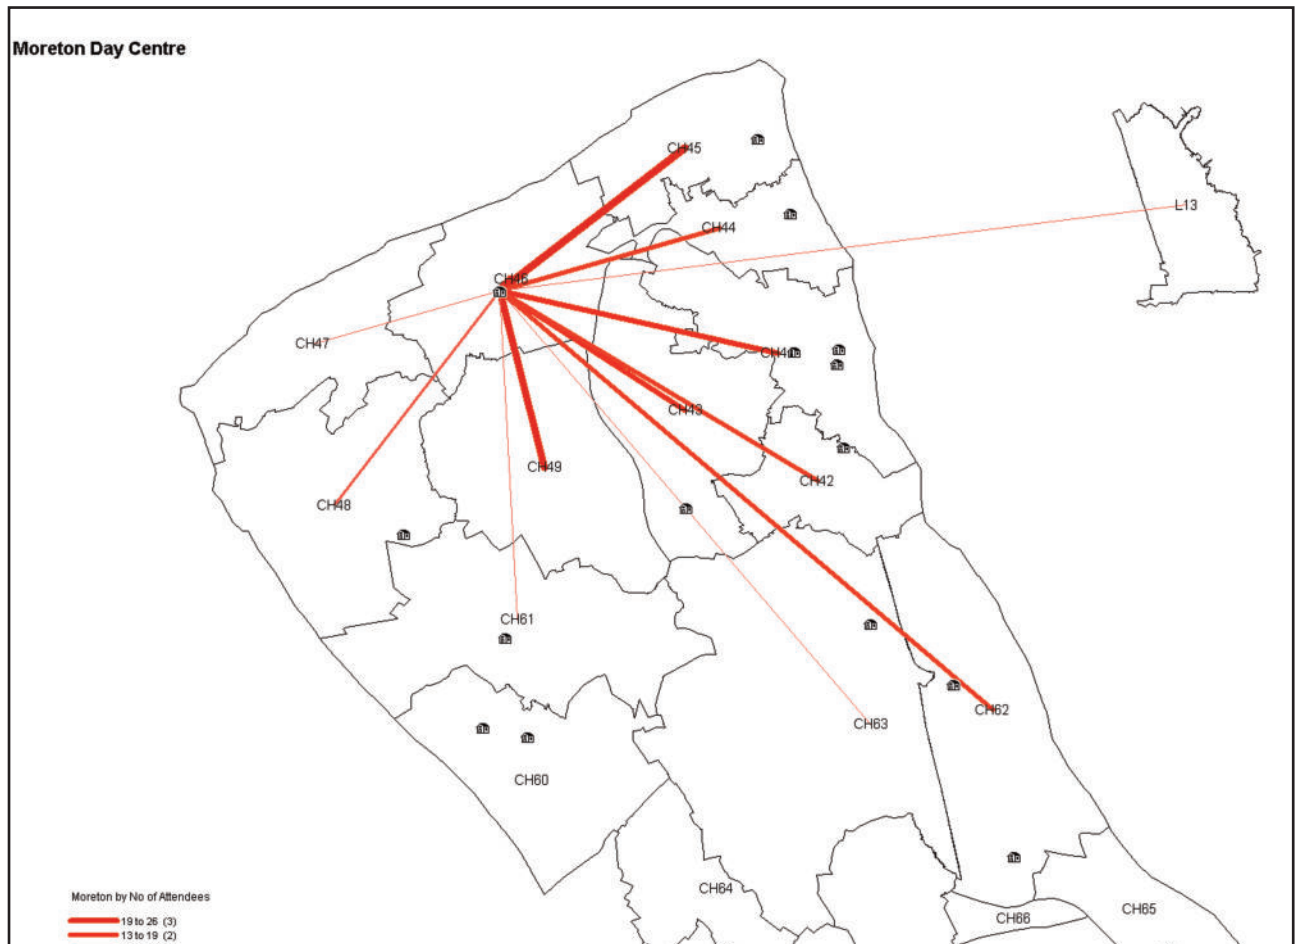 Moreton Day Centre
CH45
L13
CH44
CH46
CH47
CH43
CH49
CH42
CH48
CH61
CH62
CH63
CH60
CH64
CH65
CH66
Moreton by No of Attendees
19 to 26 (3)
13 to 19 (2)